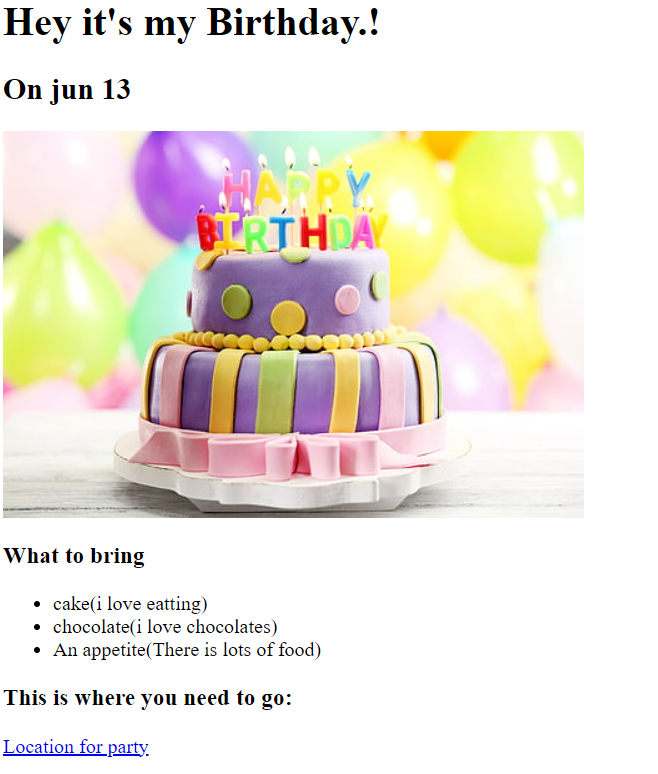 Hey it's my Birthday.!
On jun 13
HAPPY
BIRTHDAY
What to bring
cake(i love eatting)
chocolate(i love chocolates)
An appetite(There is lots of food)
This is where you need to go:
Location for party